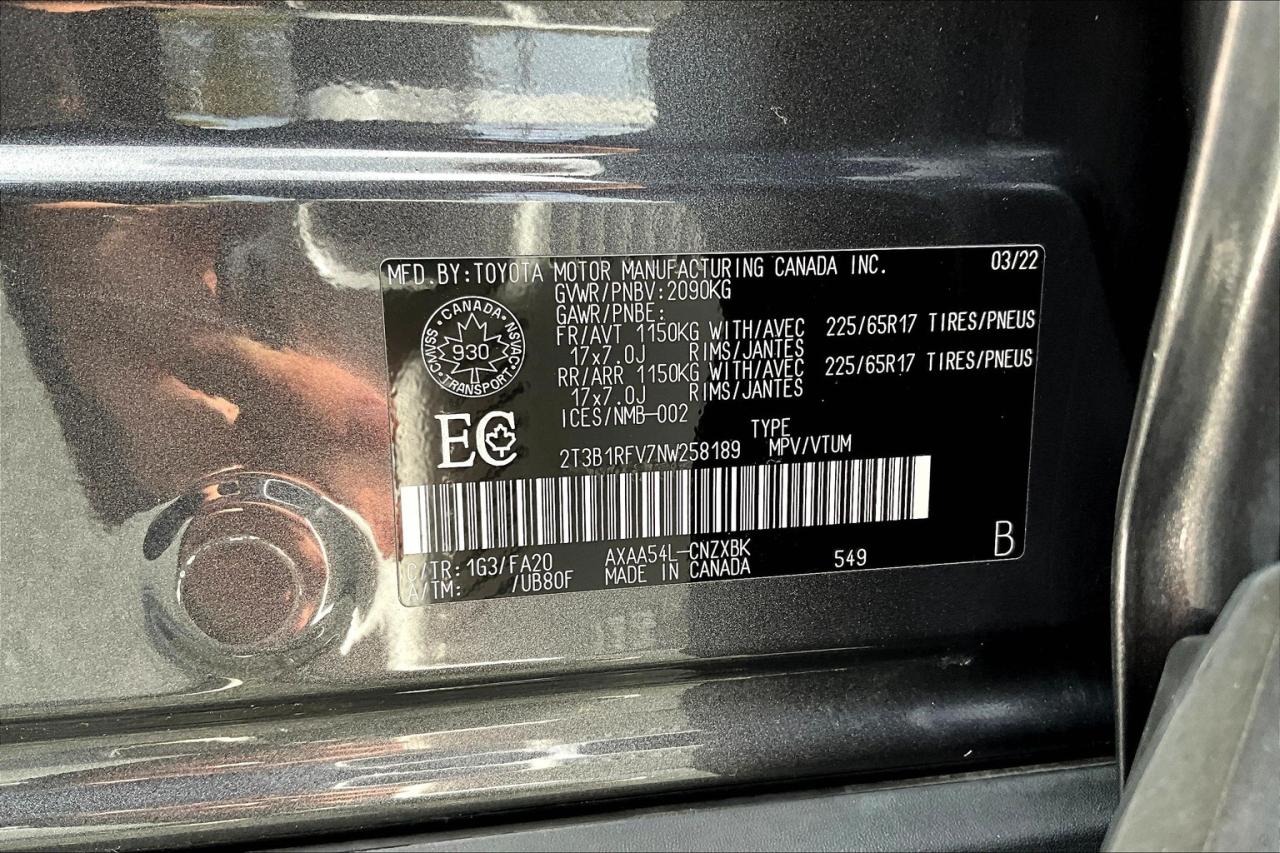 MFD.BY:TOYOTA MOTOR MANUFACTURING CANADA INC. 03/22
GVWR/PNBV:2090KG
GAWR/PNBE:
FR/AVT 1150KG WITH/AVEC 225/65R17 TIRES/PNEUS
17x7.0J RIMS/JANTES
RR/ARR 1150KG WITH/AVEC 225/65R17 TIRES/PNEUS
17x7.0J RIMS/JANTES
ICES/NMB-002
CANADA
CMVSS 930 NSVAC
TRANSPORT
EC
TYPE
2T3B1RFV7NW258189 MPV/VTUM
C/TR: 1G3/FA20 AXAA54L-CNZXBK 549 B
A/TM: /UB80F MADE IN CANADA